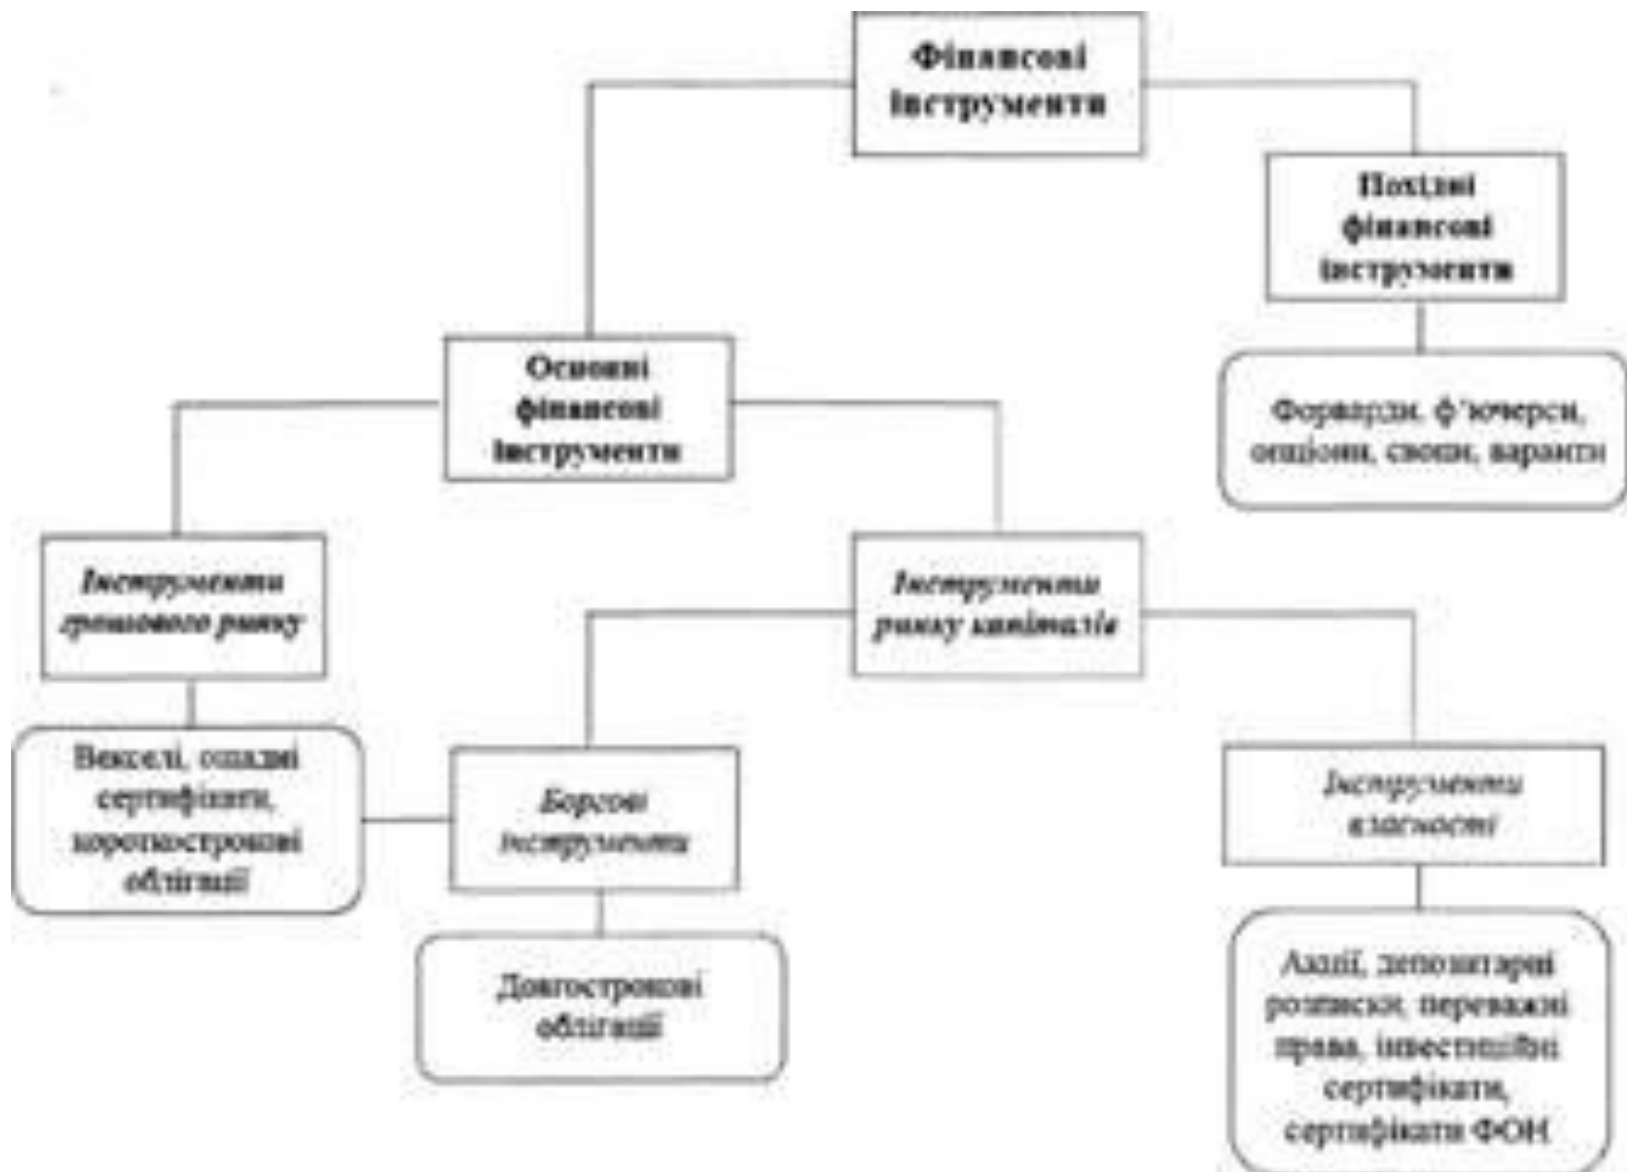 Фінансові
інструменти
Похідні
фінансові
інструменти
Форварди, ф'ючерси,
опціони, свопи, варанти
Основні
фінансові
інструменти
Інструменти
грошового ринку
Інструменти
ринку капіталів
Векселі, ощадні
сертифікати,
короткострокові
облігації
Боргові
інструменти
Інструменти
власності
Довгострокові
облігації
Акції, депозитарні
розписки, переважні
права, інвестиційні
сертифікати,
сертифікати ФОН